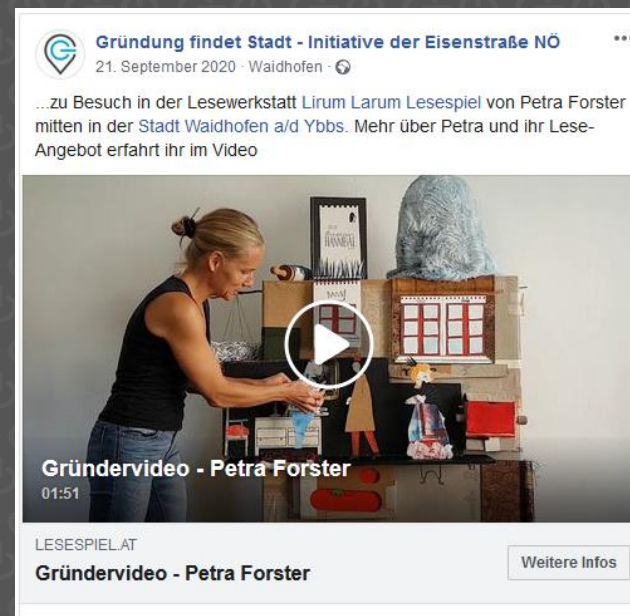 Gründung findet Stadt - Initiative der Eisenstraße NÖ
21. September 2020 · Waidhofen ·
...zu Besuch in der Lesewerkstatt Lirum Larum Lesespiel von Petra Forster
mitten in der Stadt Waidhofen a/d Ybbs. Mehr über Petra und ihr Lese-
Angebot erfahrt ihr im Video
HANNIBAL
Gründervideo - Petra Forster
01:51
LESESPIEL.AT
Gründervideo - Petra Forster
Weitere Infos